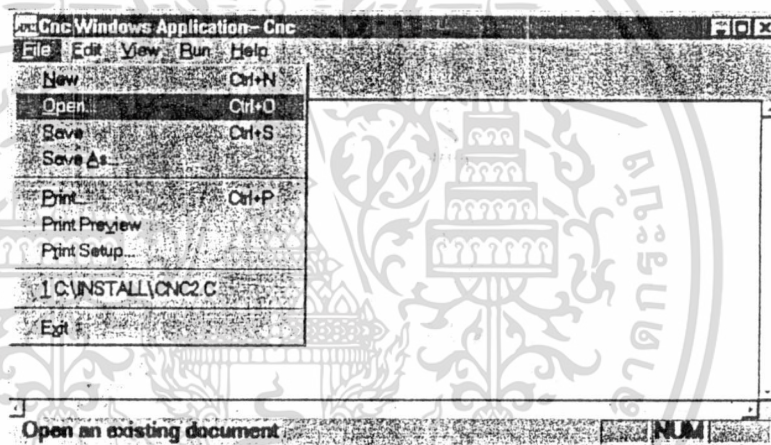 Cnc Windows Application - Cnc
File Edit View Run Help
New Ctrl+N
Open... Ctrl+O
Save Ctrl+S
Save As...
Print... Ctrl+P
Print Preview
Print Setup...
1 C:\INSTALL\CNC2.C
Exit
Open an existing document
NUM